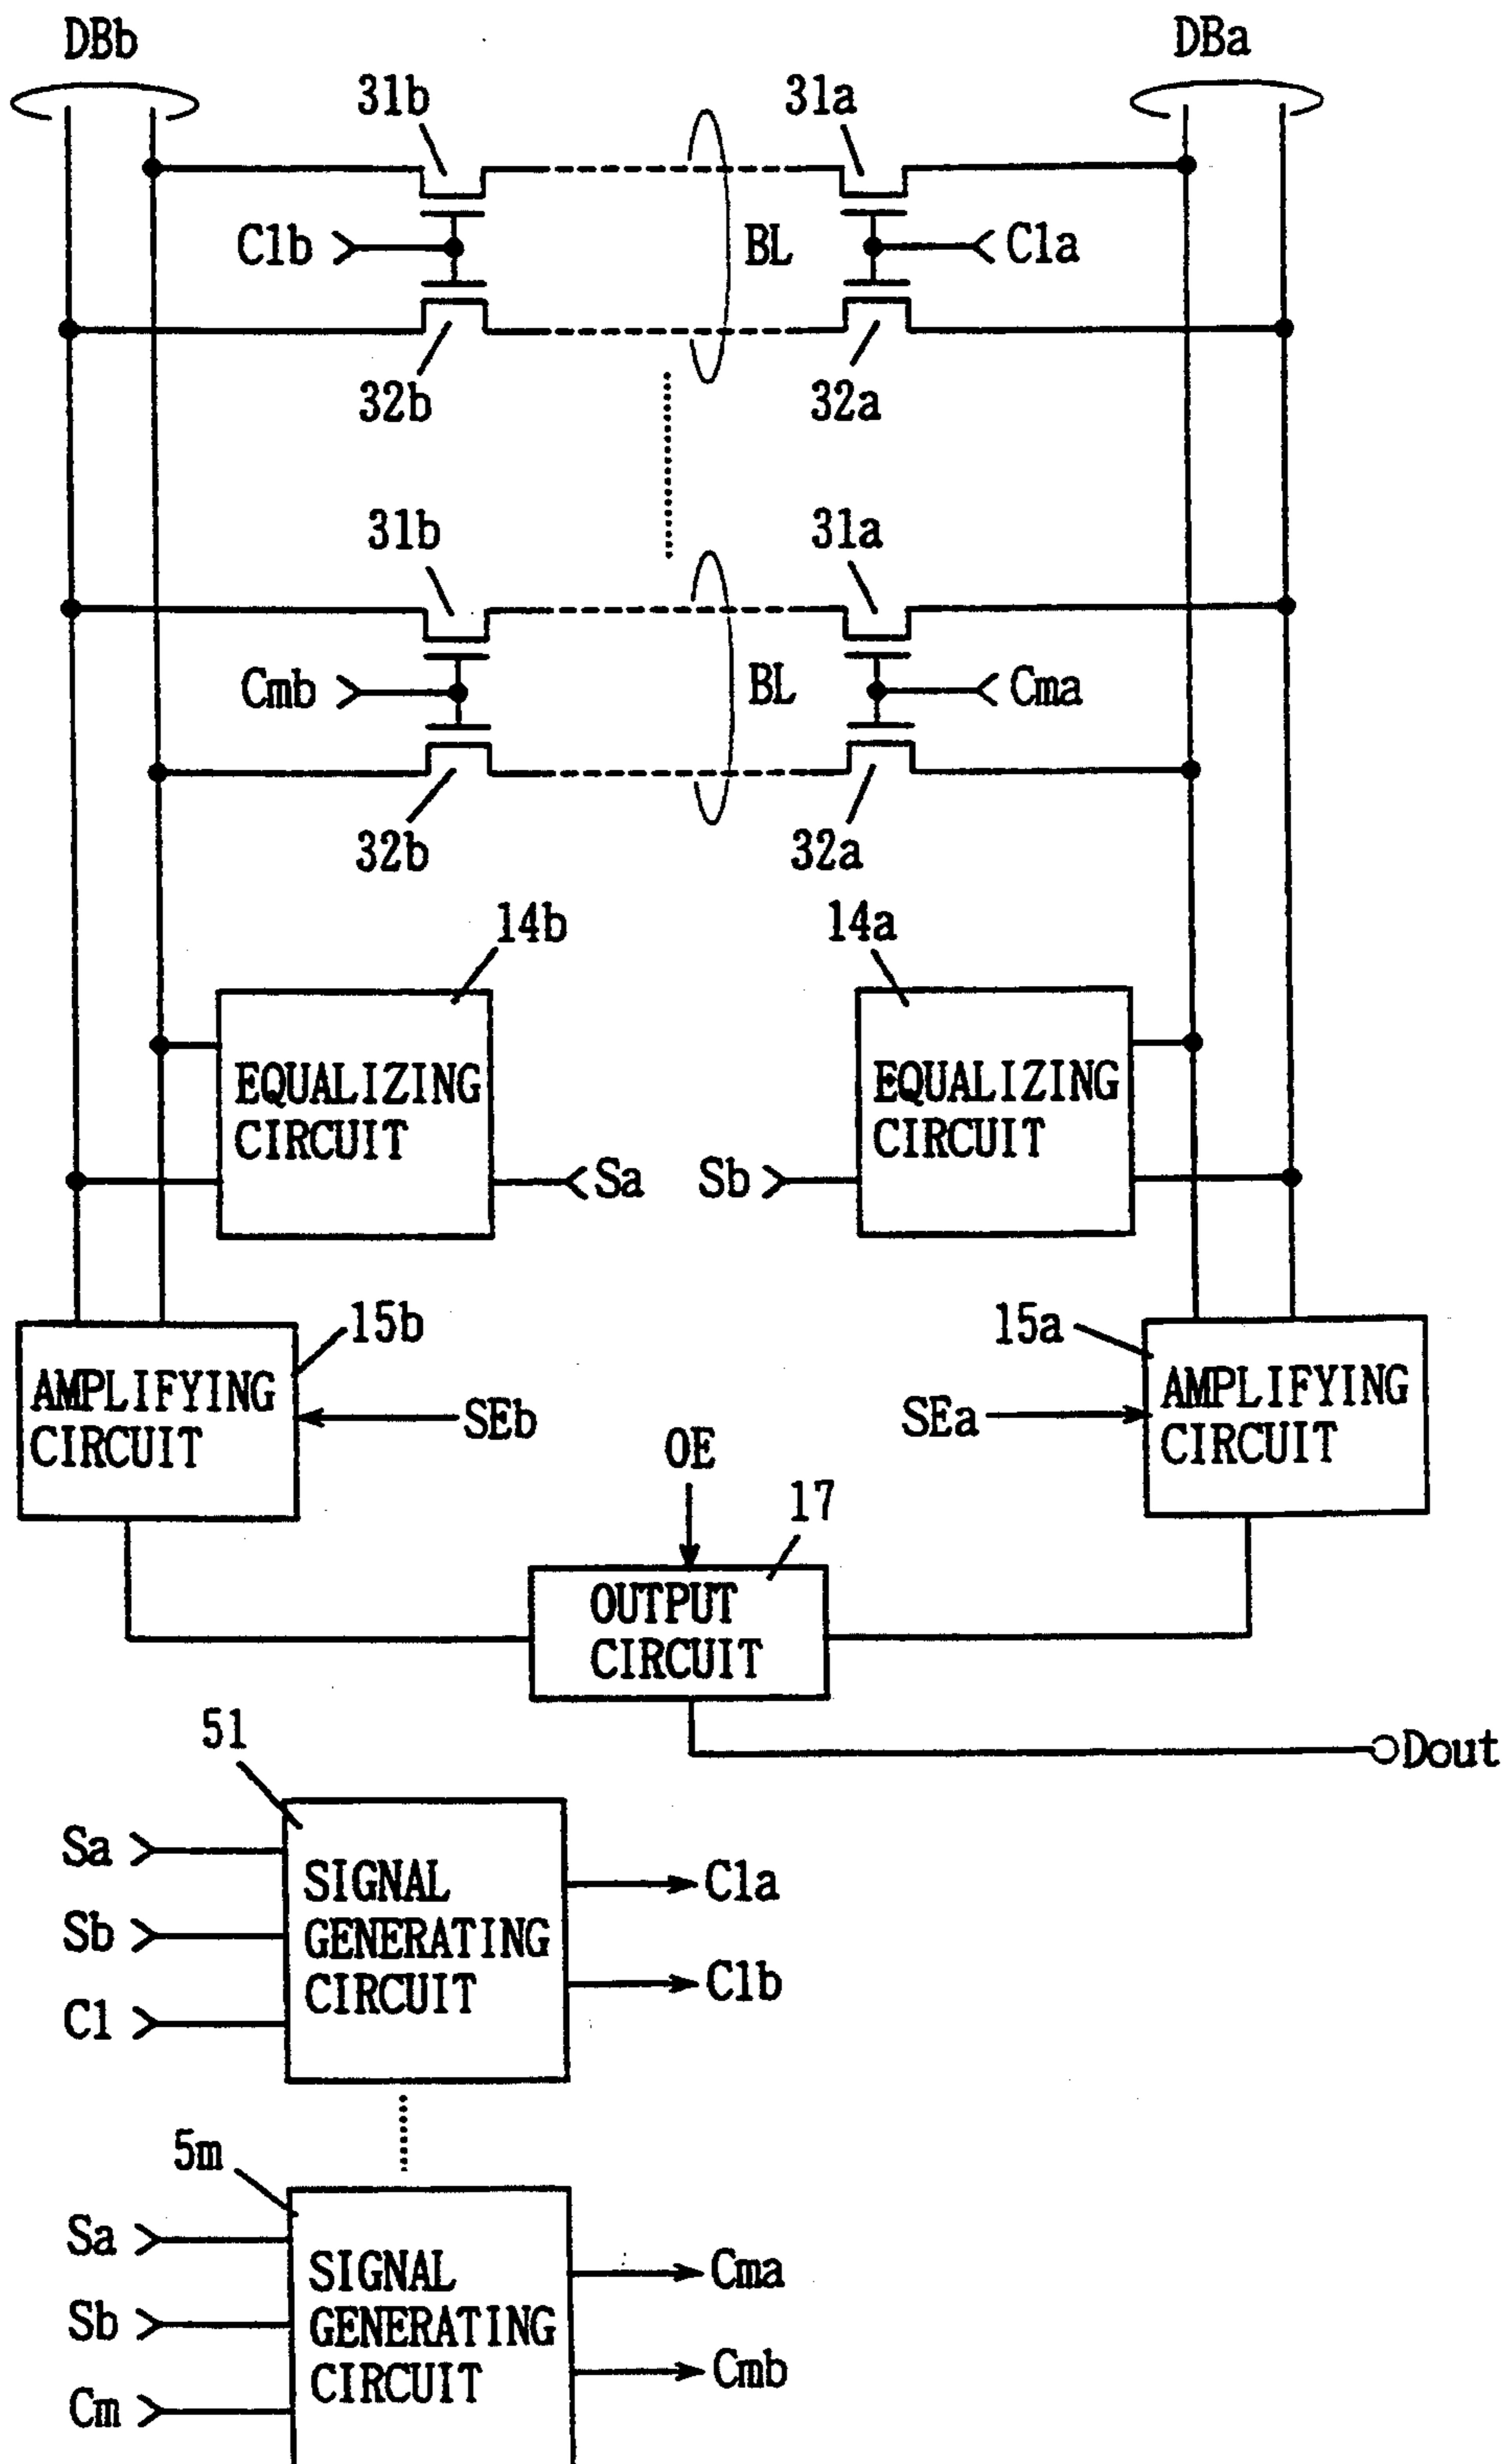 DBb
DBa
31b
31a
C1b
BL
C1a
32b
32a
31b
31a
Cmb
BL
Cma
32b
32a
14b
14a
EQUALIZING
CIRCUIT
EQUALIZING
CIRCUIT
Sa
Sb
15b
15a
AMPLIFYING
CIRCUIT
SEb
SEa
AMPLIFYING
CIRCUIT
OE
17
OUTPUT
CIRCUIT
Dout
51
Sa
Sb
C1
SIGNAL
GENERATING
CIRCUIT
C1a
C1b
5m
Sa
Sb
Cm
SIGNAL
GENERATING
CIRCUIT
Cma
Cmb